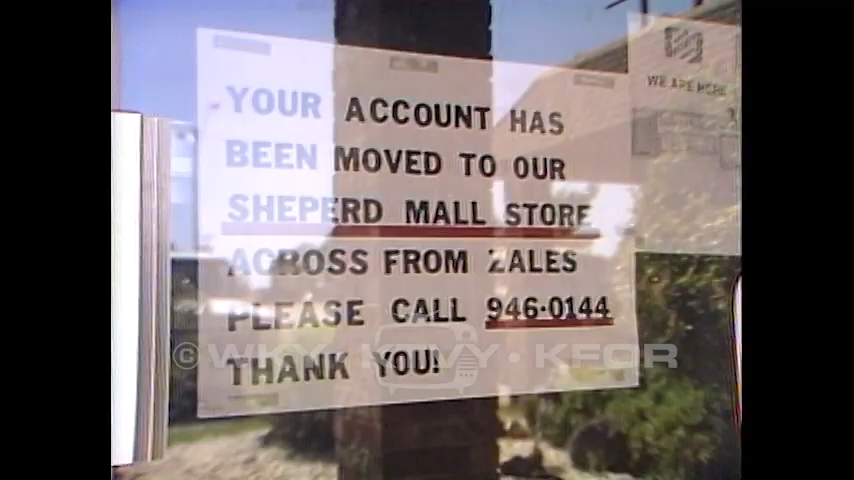 YOUR ACCOUNT HAS
BEEN MOVED TO OUR
SHEPERD MALL STORE
ACROSS FROM ZALES
PLEASE CALL 946-0144
THANK YOU!
WE ARE HERE
© WKY · KTVY · KFOR